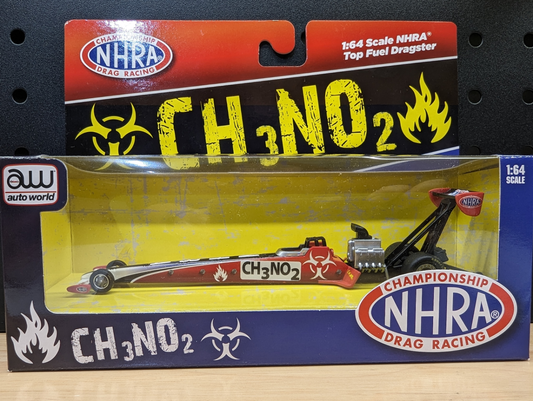 CHAMPIONSHIP
NHRA
DRAG RACING
1:64 Scale NHRA®
Top Fuel Dragster
CH3NO2
aw
auto world
1:64
SCALE
NHRA
CH3NO2
CH3NO2
CHAMPIONSHIP
NHRA®
DRAG RACING